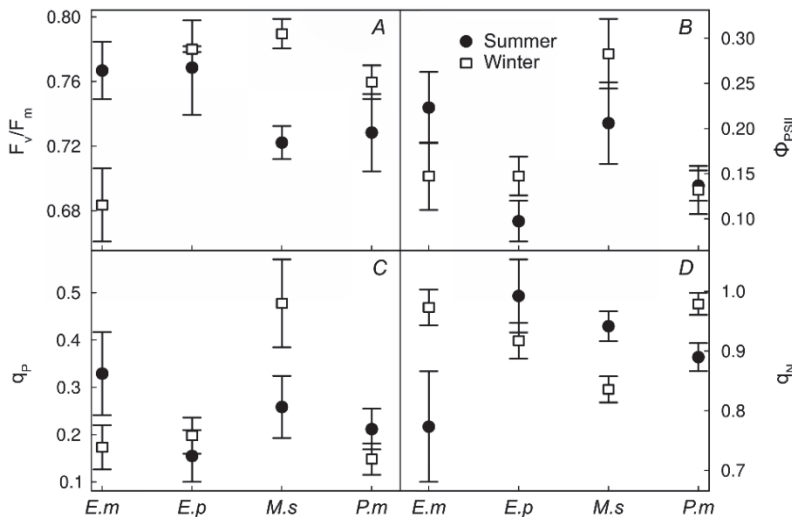 0.80
0.76
0.72
0.68
Fv/Fm
A
B
Summer
Winter
0.30
0.25
0.20
0.15
0.10
ΦPSII
C
D
0.5
0.4
0.3
0.2
0.1
qP
1.0
0.9
0.8
0.7
qN
E.m E.p M.s P.m E.m E.p M.s P.m